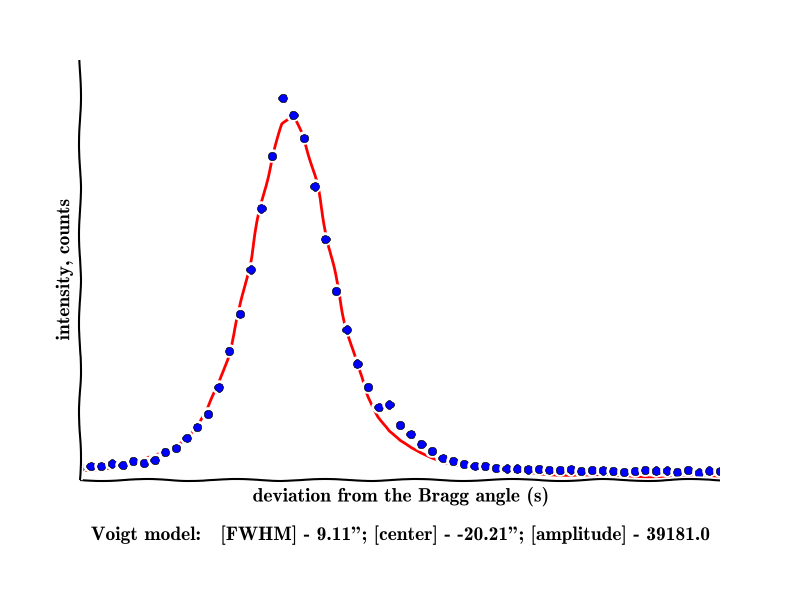 intensity, counts
deviation from the Bragg angle (s)
Voigt model: [FWHM] - 9.11”; [center] - -20.21”; [amplitude] - 39181.0